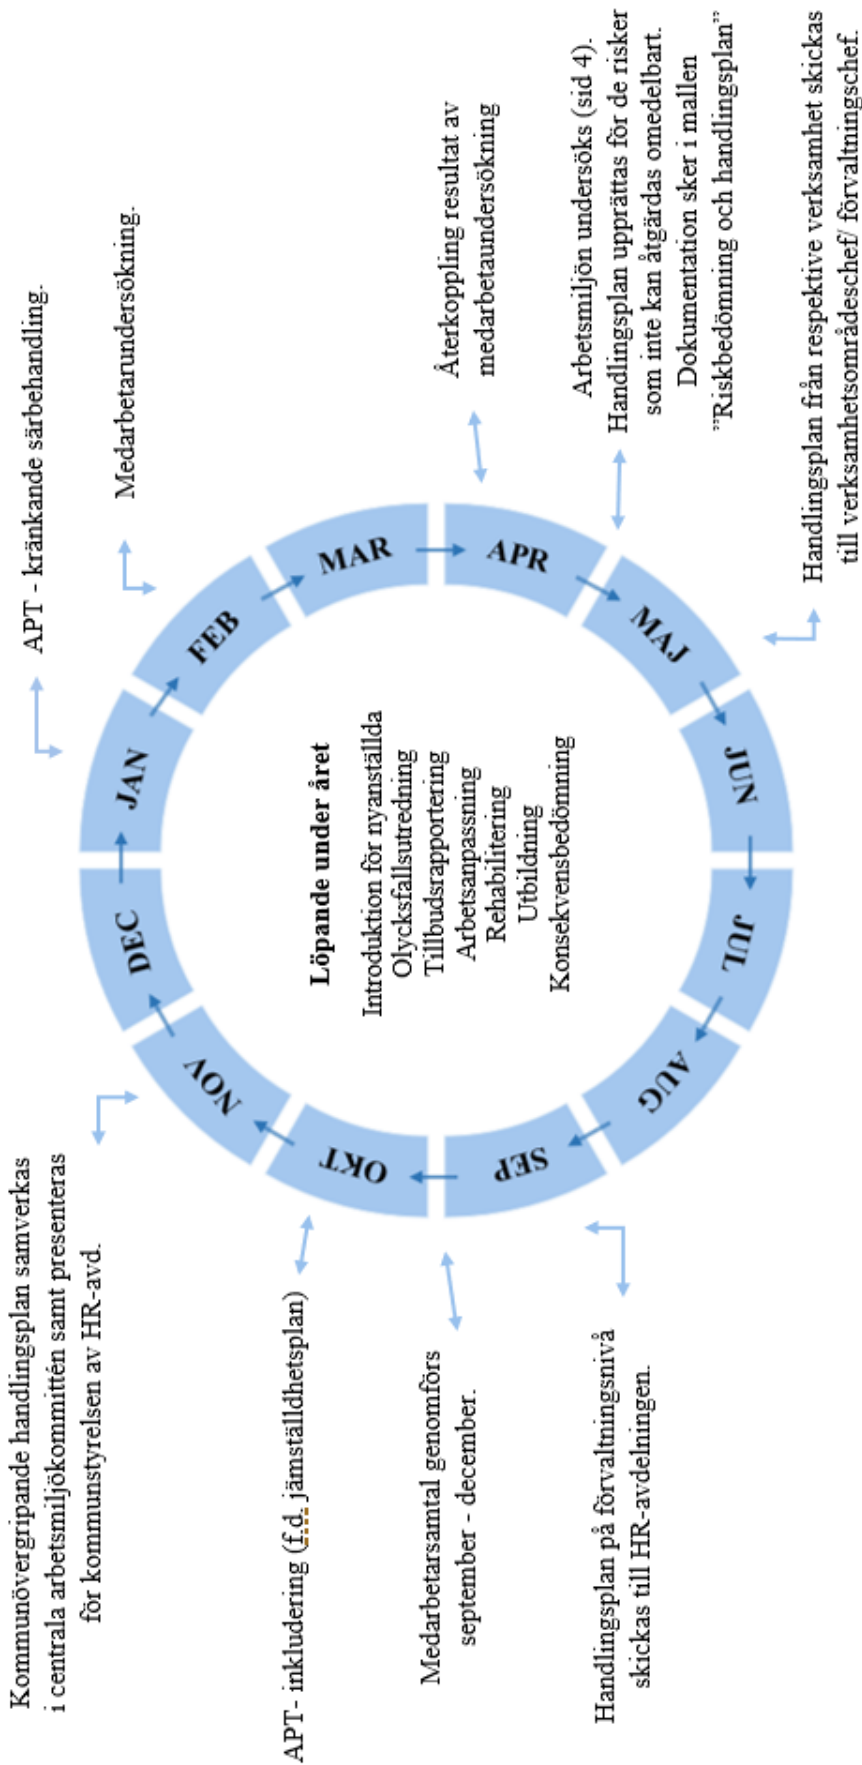 Kommunövergripande handlingsplan samverkas
i centrala arbetsmiljökommittén samt presenteras
för kommunstyrelsen av HR-avd.
APT - kränkande särbehandling.
Medarbetarundersökning.
Återkoppling resultat av
medarbetaundersökning
Arbetsmiljön undersöks (sid 4).
Handlingsplan upprättas för de risker
som inte kan åtgärdas omedelbart.
Dokumentation sker i mallen
”Riskbedömning och handlingsplan”
Handlingsplan från respektive verksamhet skickas
till verksamhetsområdeschef/ förvaltningschef.
Handlingsplan på förvaltningsnivå
skickas till HR-avdelningen.
Medarbetarsamtal genomförs
september - december.
APT- inkludering (f.d. jämställdhetsplan)
JAN
FEB
MAR
APR
MAJ
JUN
JUL
AUG
SEP
OKT
NOV
DEC
Löpande under året
Introduktion för nyanställda
Olycksfallsutredning
Tillbudsrapportering
Arbetsanpassning
Rehabilitering
Utbildning
Konsekvensbedömning